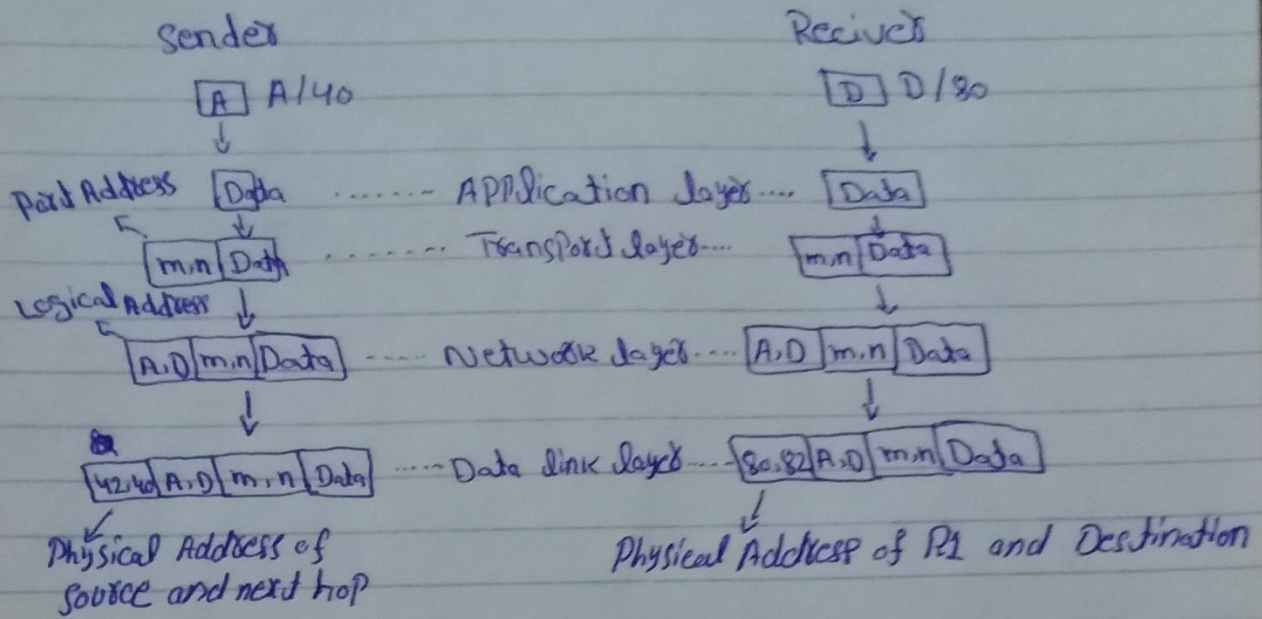 Sender Reciver
A A/40 D D/80
Port Address Data ....... Application layer .... Data
m,n Data ........ Transport layer .... m,n Data
Logical Address
A,D m,n Data ..... Network layer .... A,D m,n Data
42,40 A,D m,n Data ..... Data link layer .... 80,82 A,D m,n Data
Physical Address of Physical Address of R1 and Destination
source and next hop